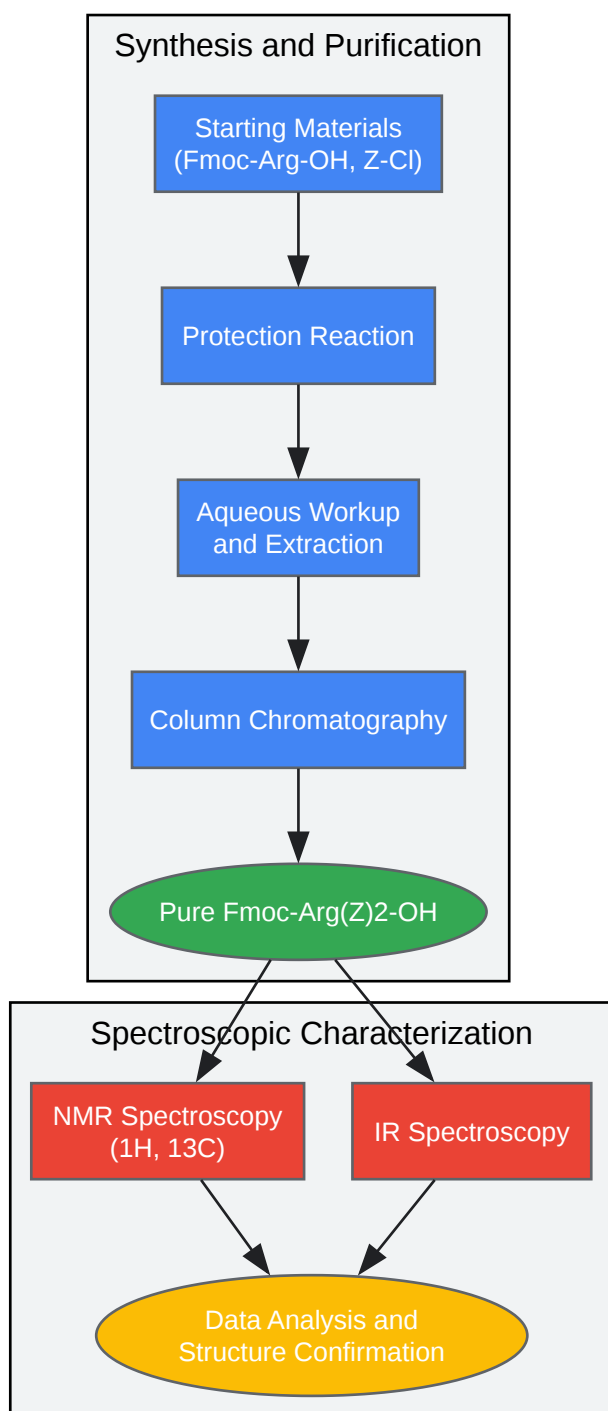 Synthesis and Purification
Starting Materials
(Fmoc-Arg-OH, Z-Cl)
Protection Reaction
Aqueous Workup
and Extraction
Column Chromatography
Pure Fmoc-Arg(Z)2-OH
Spectroscopic Characterization
NMR Spectroscopy
(1H, 13C)
IR Spectroscopy
Data Analysis and
Structure Confirmation